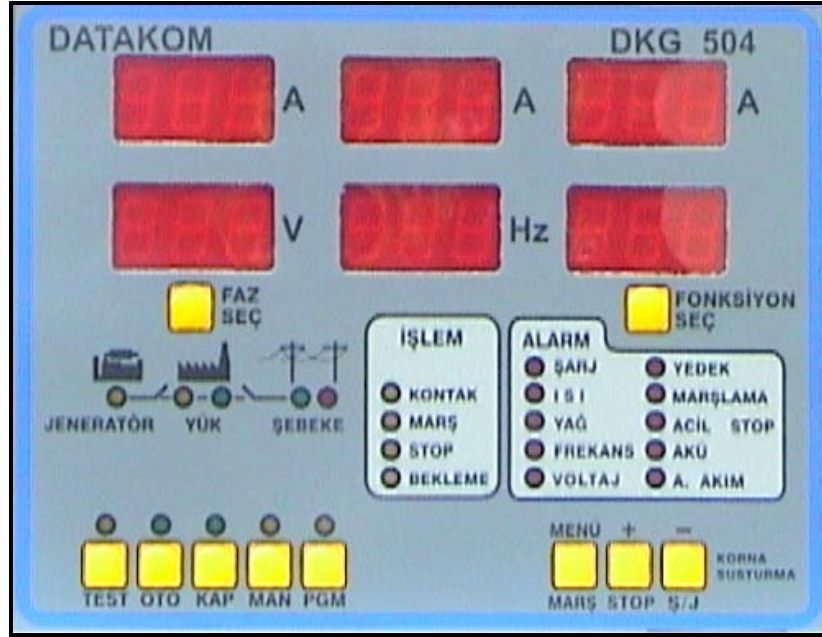 DATAKOM DKG 504
A A A
V Hz
FAZ
SEÇ
FONKSİYON
SEÇ
JENERATÖR YÜK ŞEBEKE
İŞLEM
KONTAK
MARŞ
STOP
BEKLEME
ALARM
ŞARJ YEDEK
ISI MARŞLAMA
YAĞ ACİL STOP
FREKANS AKÜ
VOLTAJ A. AKIM
TEST OTO KAP MAN PGM
MENÜ + −
KORNA
SUSTURMA
MARŞ STOP Ş/J